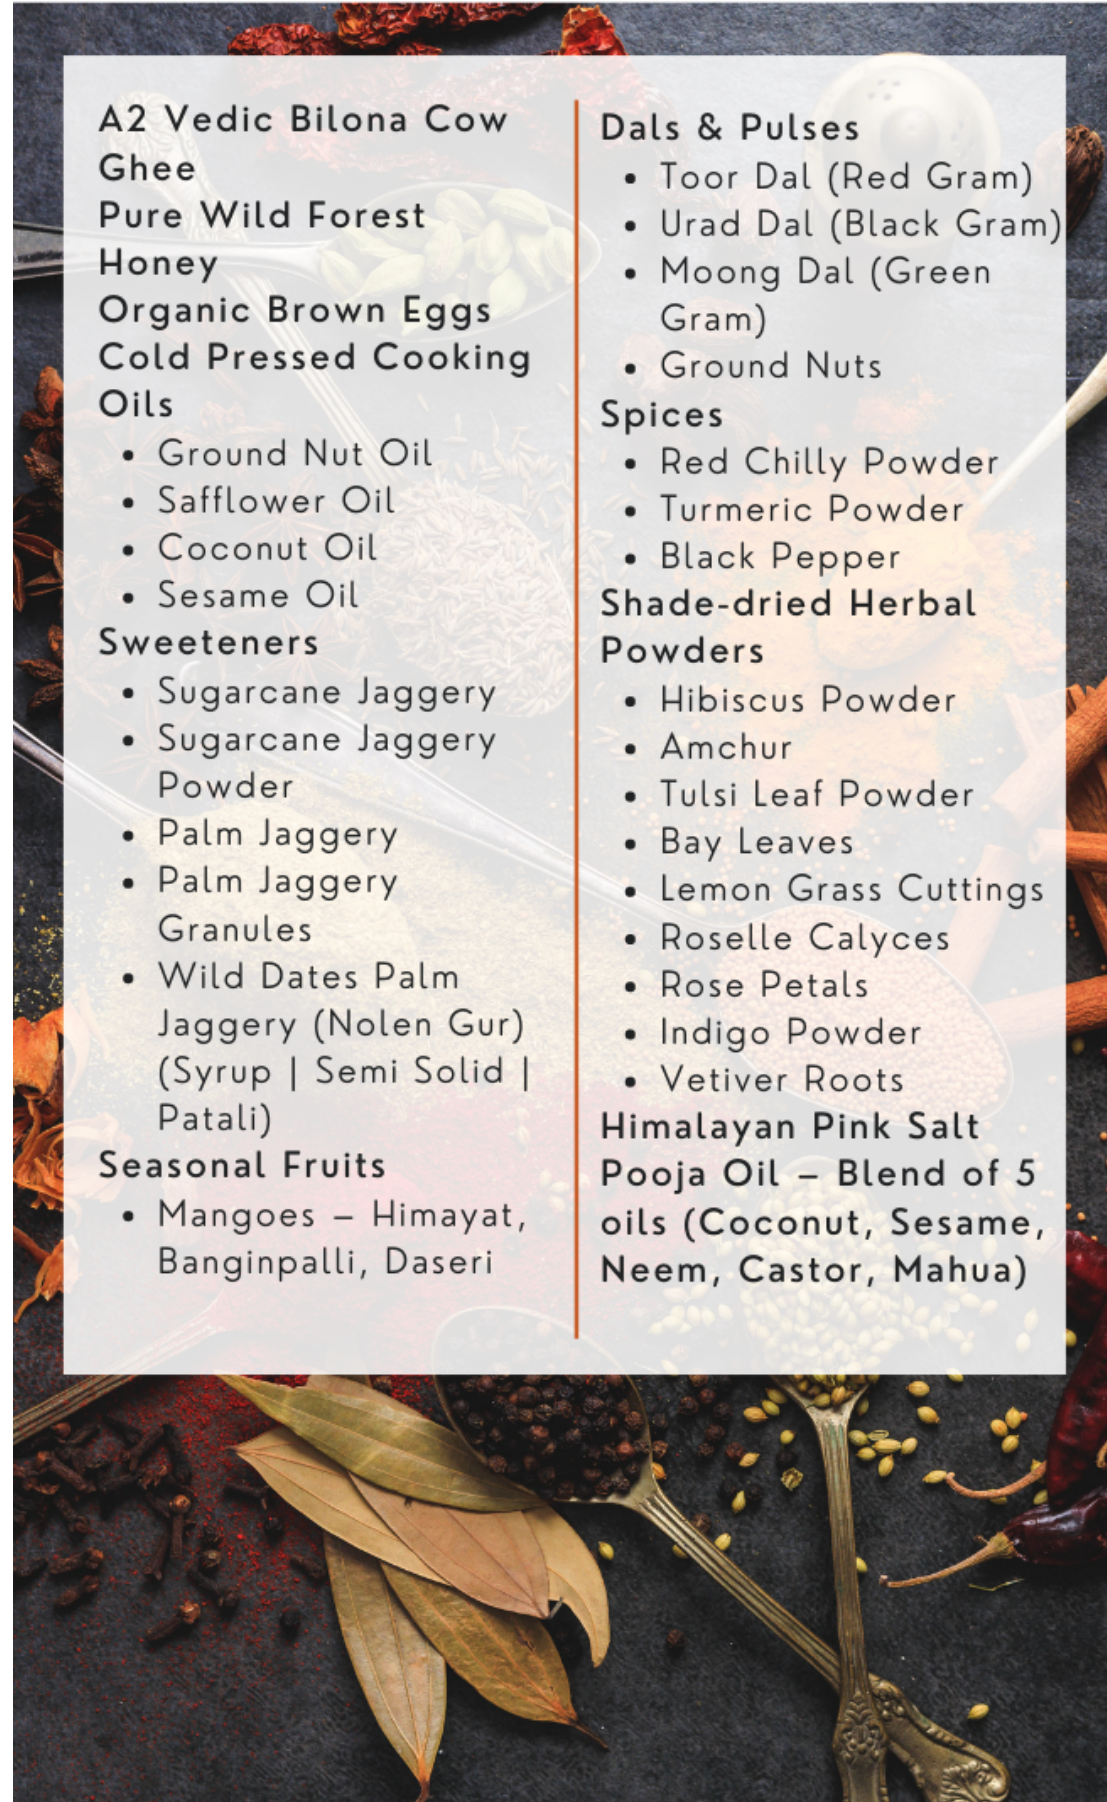 A2 Vedic Bilona Cow
Ghee
Pure Wild Forest
Honey
Organic Brown Eggs
Cold Pressed Cooking
Oils
• Ground Nut Oil
• Safflower Oil
• Coconut Oil
• Sesame Oil
Sweeteners
• Sugarcane Jaggery
• Sugarcane Jaggery
Powder
• Palm Jaggery
• Palm Jaggery
Granules
• Wild Dates Palm
Jaggery (Nolen Gur)
(Syrup | Semi Solid |
Patali)
Seasonal Fruits
• Mangoes – Himayat,
Banginpalli, Daseri
Dals & Pulses
• Toor Dal (Red Gram)
• Urad Dal (Black Gram)
• Moong Dal (Green
Gram)
• Ground Nuts
Spices
• Red Chilly Powder
• Turmeric Powder
• Black Pepper
Shade-dried Herbal
Powders
• Hibiscus Powder
• Amchur
• Tulsi Leaf Powder
• Bay Leaves
• Lemon Grass Cuttings
• Roselle Calyces
• Rose Petals
• Indigo Powder
• Vetiver Roots
Himalayan Pink Salt
Pooja Oil – Blend of 5
oils (Coconut, Sesame,
Neem, Castor, Mahua)